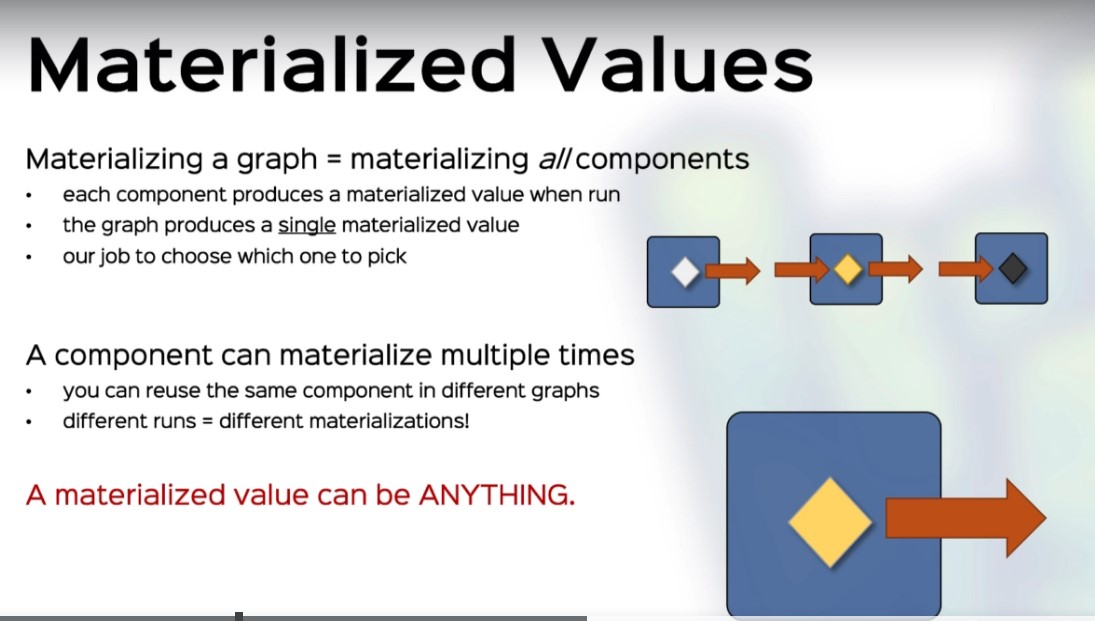 Materialized Values
Materializing a graph = materializing all components
• each component produces a materialized value when run
• the graph produces a single materialized value
• our job to choose which one to pick
A component can materialize multiple times
• you can reuse the same component in different graphs
• different runs = different materializations!
A materialized value can be ANYTHING.